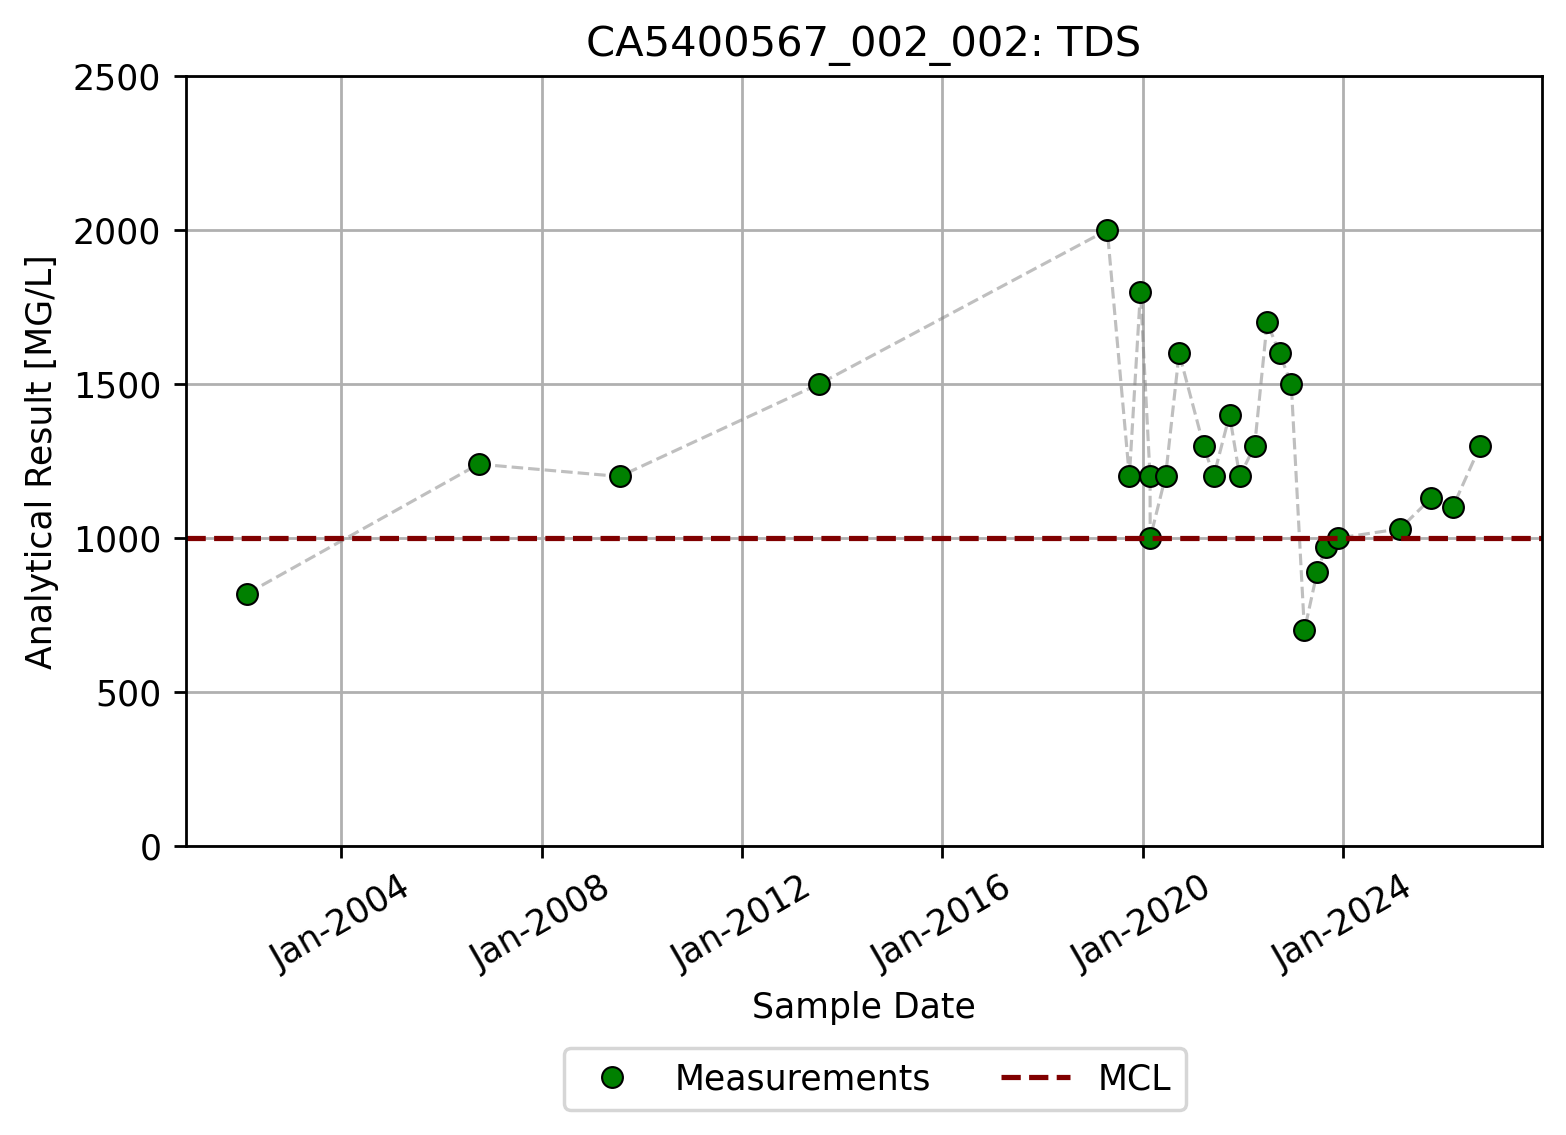 CA5400567_002_002: TDS
2500
2000
1500
1000
500
0
Analytical Result [MG/L]
Jan-2004
Jan-2008
Jan-2012
Jan-2016
Jan-2020
Jan-2024
Sample Date
Measurements
MCL